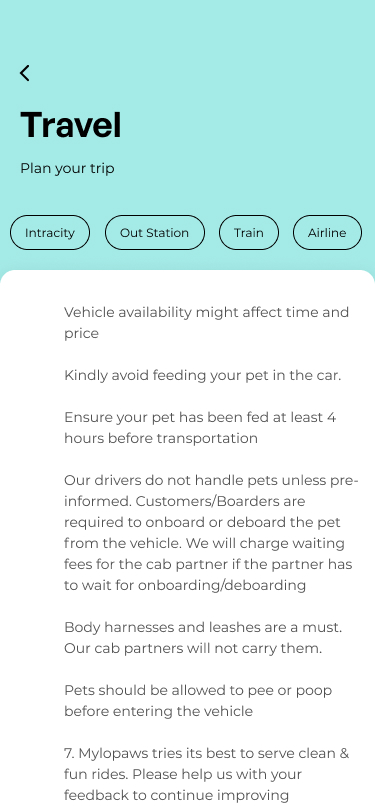 Travel
Plan your trip
Intracity
Out Station
Train
Airline
Vehicle availability might affect time and
price
Kindly avoid feeding your pet in the car.
Ensure your pet has been fed at least 4
hours before transportation
Our drivers do not handle pets unless pre-
informed. Customers/Boarders are
required to onboard or deboard the pet
from the vehicle. We will charge waiting
fees for the cab partner if the partner has
to wait for onboarding/deboarding
Body harnesses and leashes are a must.
Our cab partners will not carry them.
Pets should be allowed to pee or poop
before entering the vehicle
7. Mylopaws tries its best to serve clean &
fun rides. Please help us with your
feedback to continue improving